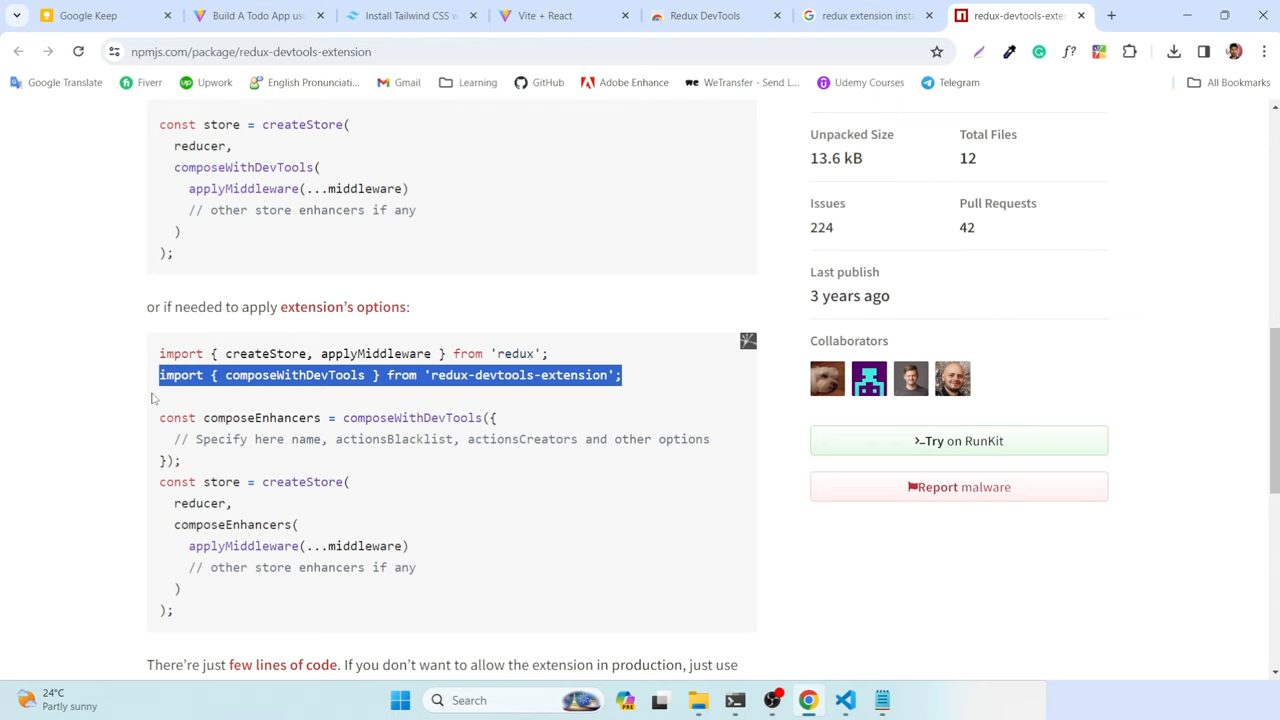 Google Keep
Build A Todo App us
Install Tailwind CSS w
Vite + React
Redux DevTools
redux extension inst
redux-devtools-exte
npmjs.com/package/redux-devtools-extension
Google Translate
Fiverr
Upwork
English Pronunciati...
Gmail
Learning
GitHub
Adobe Enhance
WeTransfer - Send L...
Udemy Courses
Telegram
All Bookmarks
const store = createStore(
reducer,
composeWithDevTools(
applyMiddleware(...middleware)
// other store enhancers if any
)
);
or if needed to apply extension's options:
import { createStore, applyMiddleware } from 'redux';
import { composeWithDevTools } from 'redux-devtools-extension';
const composeEnhancers = composeWithDevTools({
// Specify here name, actionsBlacklist, actionsCreators and other options
});
const store = createStore(
reducer,
composeEnhancers(
applyMiddleware(...middleware)
// other store enhancers if any
)
);
There're just few lines of code. If you don't want to allow the extension in production, just use
Unpacked Size
13.6 kB
Total Files
12
Issues
224
Pull Requests
42
Last publish
3 years ago
Collaborators
Try on RunKit
Report malware
24°C
Partly sunny
Search